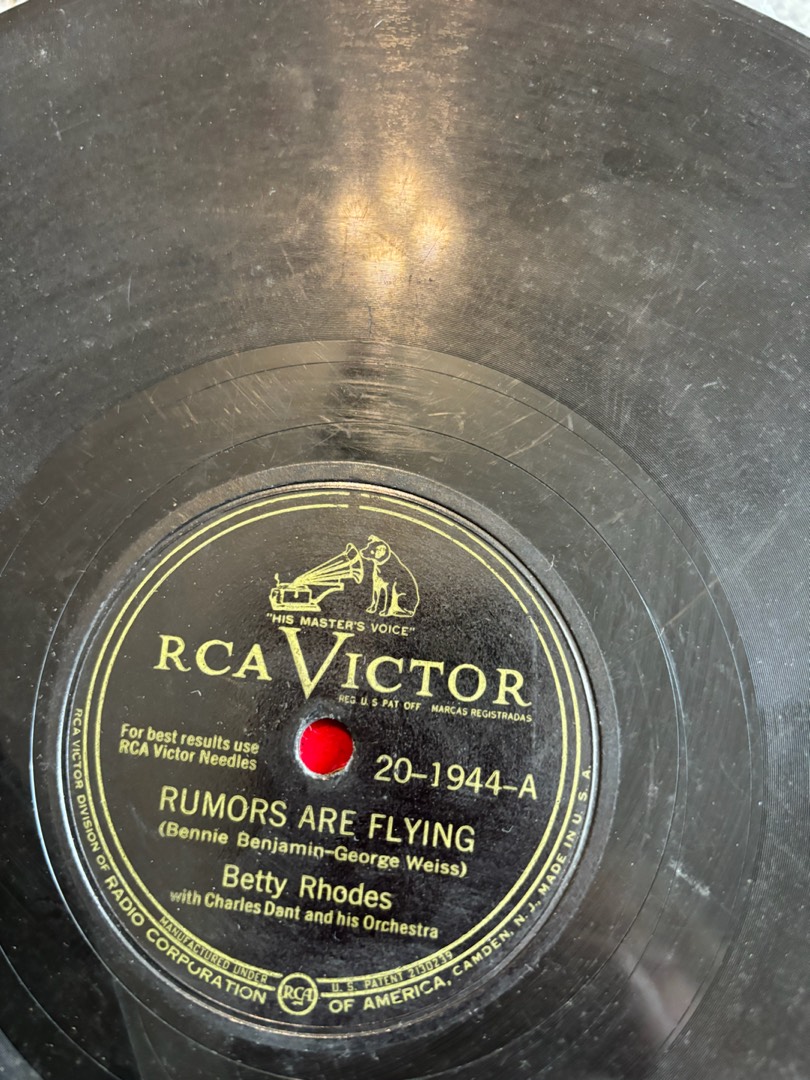 "HIS MASTER'S VOICE"
RCA VICTOR
REG. U S PAT OFF MARCAS REGISTRADAS
For best results use
RCA Victor Needles
20-1944-A
RUMORS ARE FLYING
(Bennie Benjamin-George Weiss)
Betty Rhodes
with Charles Dant and his Orchestra
MANUFACTURED UNDER U. S. PATENT 2130239
RCA VICTOR DIVISION OF RADIO CORPORATION OF AMERICA, CAMDEN, N. J., MADE IN U. S. A.
RCA